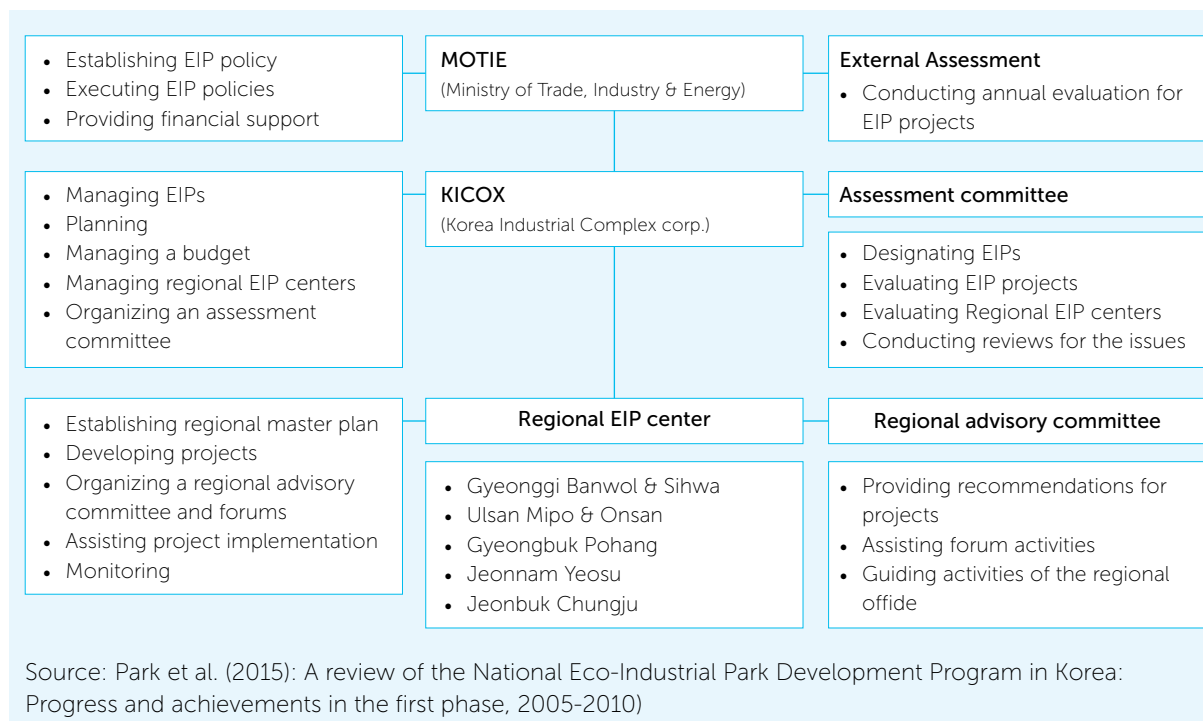 • Establishing EIP policy
• Executing EIP policies
• Providing financial support
MOTIE
(Ministry of Trade, Industry & Energy)
External Assessment
• Conducting annual evaluation for
EIP projects
• Managing EIPs
• Planning
• Managing a budget
• Managing regional EIP centers
• Organizing an assessment
committee
KICOX
(Korea Industrial Complex corp.)
Assessment committee
• Designating EIPs
• Evaluating EIP projects
• Evaluating Regional EIP centers
• Conducting reviews for the issues
• Establishing regional master plan
• Developing projects
• Organizing a regional advisory
committee and forums
• Assisting project implementation
• Monitoring
Regional EIP center
• Gyeonggi Banwol & Sihwa
• Ulsan Mipo & Onsan
• Gyeongbuk Pohang
• Jeonnam Yeosu
• Jeonbuk Chungju
Regional advisory committee
• Providing recommendations for
projects
• Assisting forum activities
• Guiding activities of the regional
offide
Source: Park et al. (2015): A review of the National Eco-Industrial Park Development Program in Korea:
Progress and achievements in the first phase, 2005-2010)